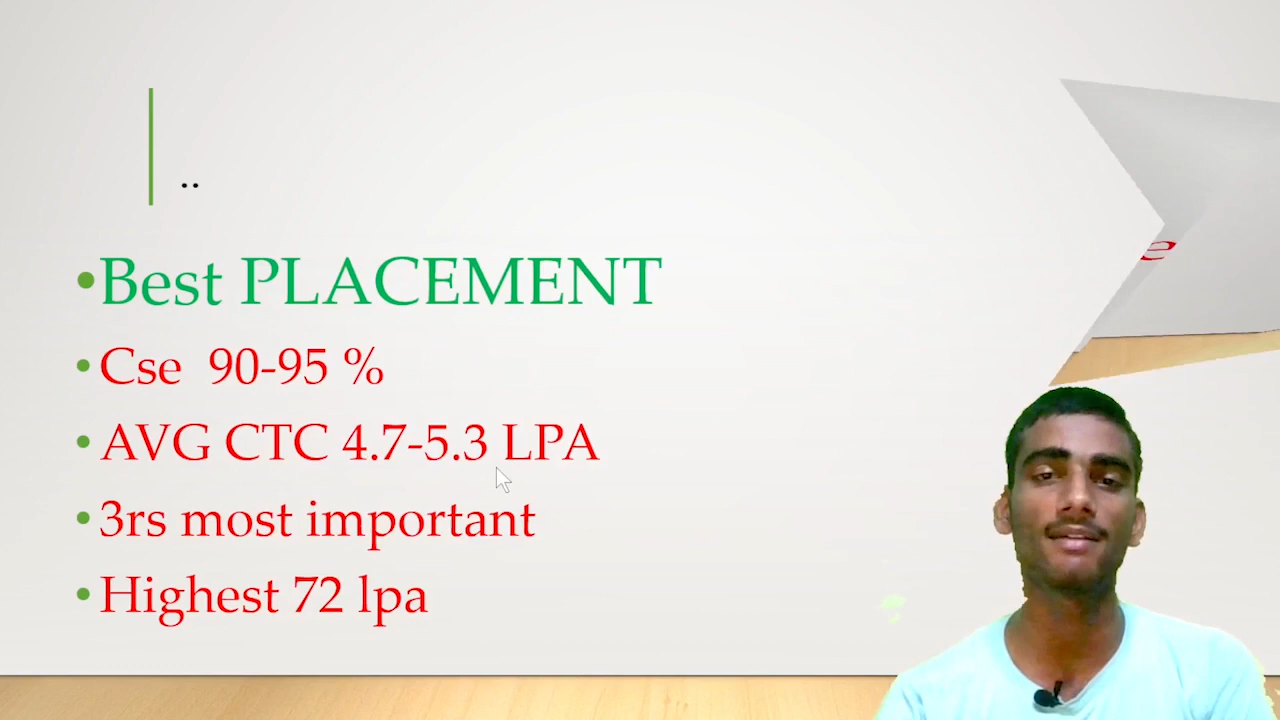 ..
•Best PLACEMENT
•Cse 90-95 %
•AVG CTC 4.7-5.3 LPA
•3rs most important
•Highest 72 lpa
e